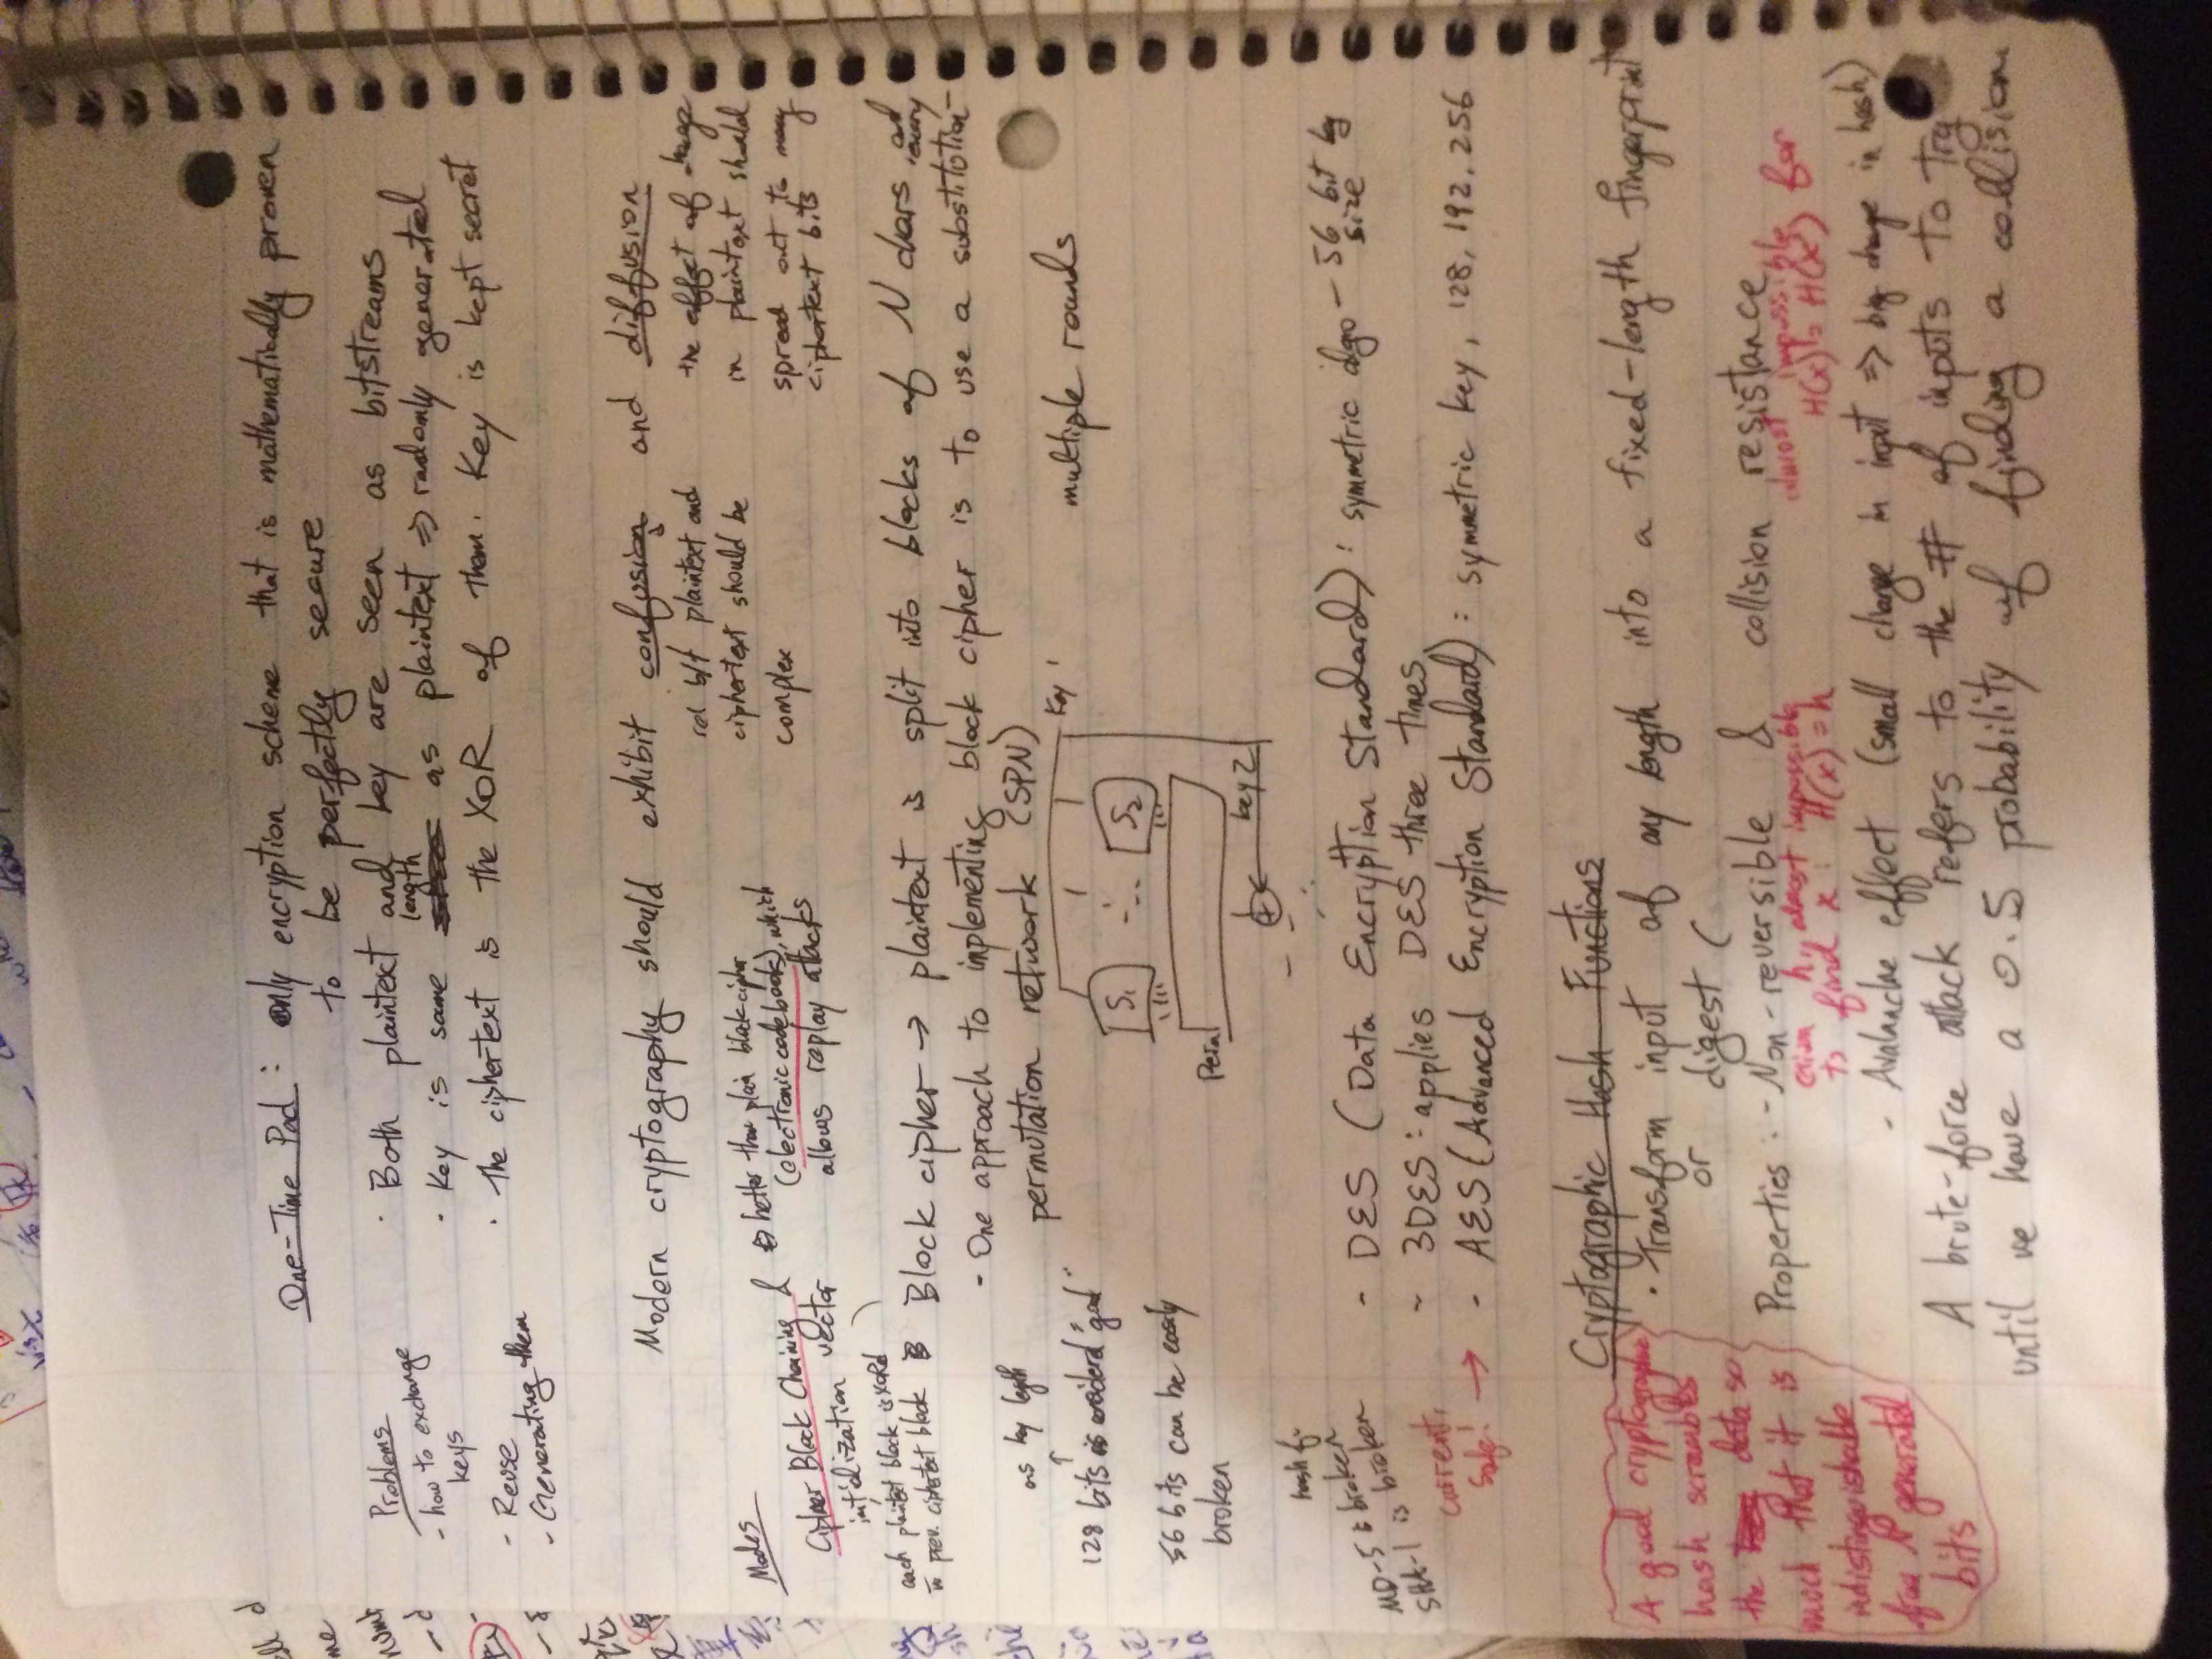 One-Time Pad : only encryption scheme that is mathematically proven
to be perfectly secure
Problems
- how to exchange
keys
- Reuse
- Generating them
· Both plaintext and key are seen as bitstreams
· Key is same length as plaintext => randomly generated
· The ciphertext is the XOR of them. Key is kept secret
Modern cryptography should exhibit confusion and diffusion
rel b/t plaintext and
ciphertext should be
complex
the effect of change
in plaintext should
spread out to many
ciphertext bits
Modes
Cipher Block Chaining &
initialization vector
each plaintext block is XORd
w prev. ciphertext block
better than plain block cipher
(electronic codebook), which
allows replay attacks
Block cipher → plaintext is split into blocks of N chars and
- One approach to implementing block cipher is to use a substitution-
permutation network (SPN)
as key length
↑
128 bits is considerd "good"
56 bits can be easily
broken
Key 1
S1 S2
Perm
key 2
multiple rounds
hash f.
MD-5 is broken
SHA-1 is broken
current,
safe! →
- DES (Data Encryption Standard) : symmetric algo - 56 bit key
size
- 3DES : applies DES three times
- AES (Advanced Encryption Standard) : symmetric key, 128, 192, 256
Cryptographic Hash Functions
· Transform input of any length into a fixed-length fingerprint
or digest (
Properties : - Non-reversible & collision resistance
given h, almost impossible
to find x : H(x) = h
almost impossible for
H(x) = H(x')
- Avalanche effect (small change in input => big change in hash)
A brute-force attack refers to the # of inputs to try
until we have a 0.5 probability of finding a collision.
A good cryptographic
hash scrambles
the data so
much that it is
indistinguishable
from N generated
bits